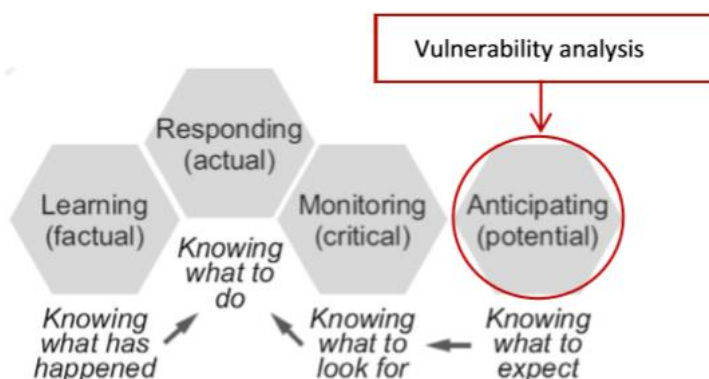 Vulnerability analysis
Responding
(actual)
Learning
(factual)
Monitoring
(critical)
Anticipating
(potential)
Knowing
what to
do
Knowing
what has
happened
Knowing
what to
look for
Knowing
what to
expect